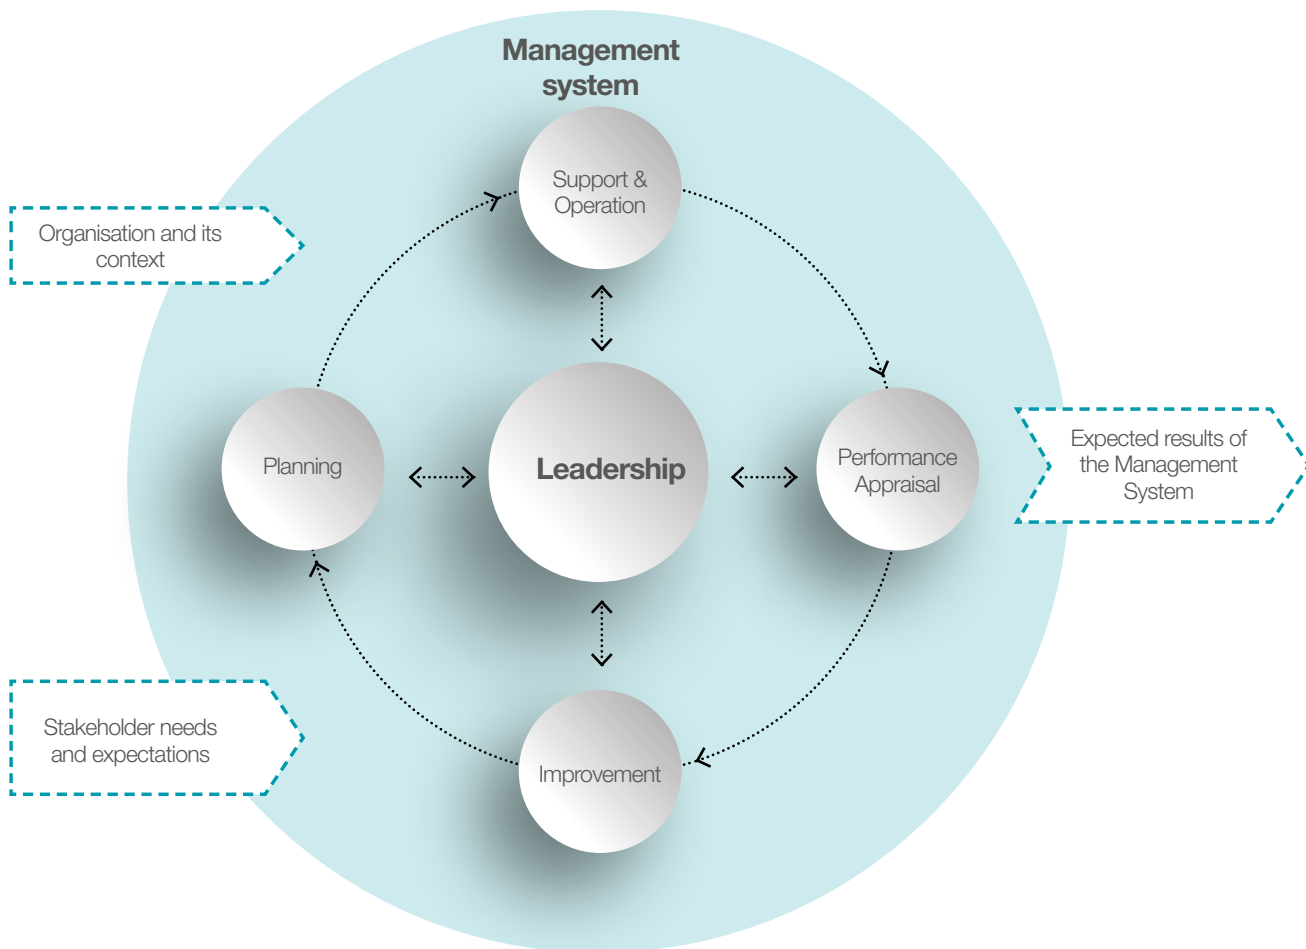 Management
system
Support &
Operation
Organisation and its
context
Planning
Leadership
Performance
Appraisal
Expected results of
the Management
System
Stakeholder needs
and expectations
Improvement